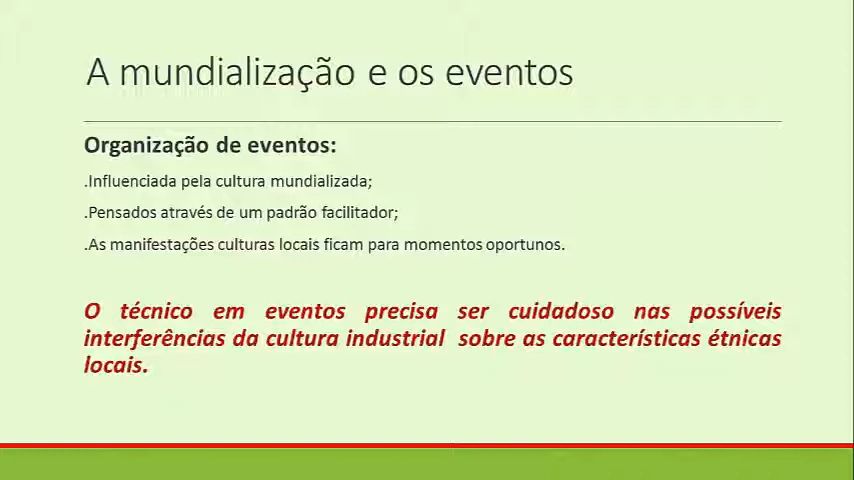 A mundialização e os eventos
Organização de eventos:
.Influenciada pela cultura mundializada;
.Pensados através de um padrão facilitador;
.As manifestações culturas locais ficam para momentos oportunos.
O técnico em eventos precisa ser cuidadoso nas possíveis
interferências da cultura industrial sobre as características étnicas
locais.